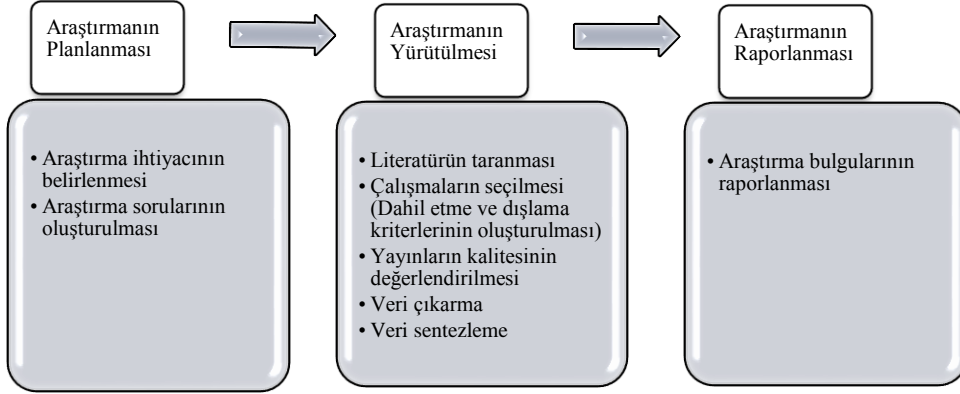 Araştırmanın
Planlanması
Araştırmanın
Yürütülmesi
Araştırmanın
Raporlanması
• Araştırma ihtiyacının
belirlenmesi
• Araştırma sorularının
oluşturulması
• Literatürün taranması
• Çalışmaların seçilmesi
(Dahil etme ve dışlama
kriterlerinin oluşturulması)
• Yayınların kalitesinin
değerlendirilmesi
• Veri çıkarma
• Veri sentezleme
• Araştırma bulgularının
raporlanması